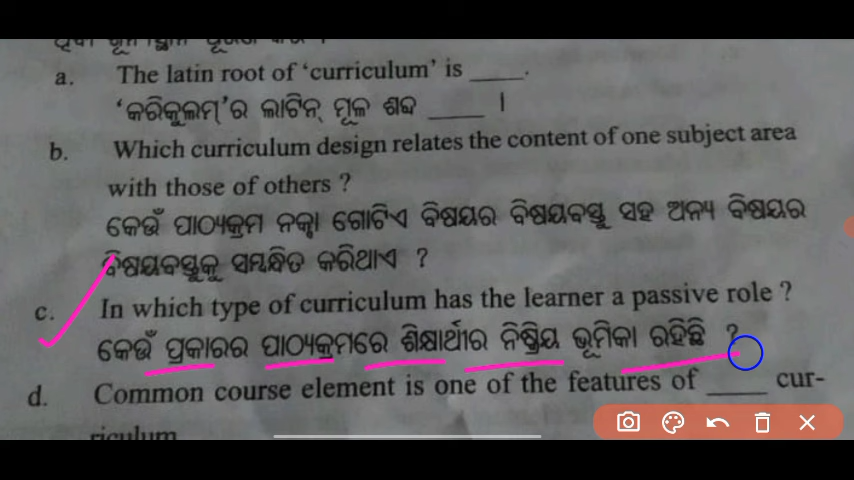 a. The latin root of ‘curriculum’ is ____.
‘କରିକୁଲମ୍’ର ଲାଟିନ୍ ମୂଳ ଶବ୍ଦ ____ ।
b. Which curriculum design relates the content of one subject area
with those of others ?
କେଉଁ ପାଠ୍ୟକ୍ରମ ନକ୍ସା ଗୋଟିଏ ବିଷୟର ବିଷୟବସ୍ତୁ ସହ ଅନ୍ୟ ବିଷୟର
ବିଷୟବସ୍ତୁକୁ ସମ୍ବନ୍ଧିତ କରିଥାଏ ?
c. In which type of curriculum has the learner a passive role ?
କେଉଁ ପ୍ରକାରର ପାଠ୍ୟକ୍ରମରେ ଶିକ୍ଷାର୍ଥୀର ନିଷ୍କ୍ରିୟ ଭୂମିକା ରହିଛି ?
d. Common course element is one of the features of ____ cur-
riculum